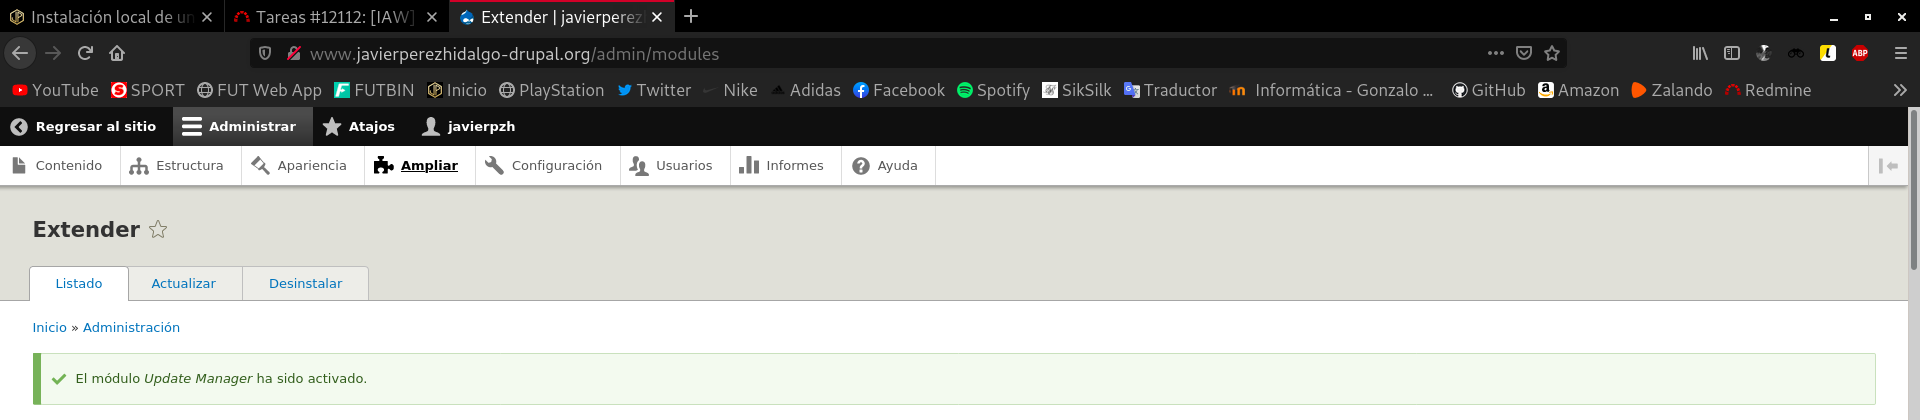 Instalación local de un
Tareas #12112: [IAW]
Extender | javierperez
www.javierperezhidalgo-drupal.org/admin/modules
ABP
YouTube SPORT FUT Web App FUTBIN Inicio PlayStation Twitter Nike Adidas Facebook Spotify SikSilk Traductor Informática - Gonzalo ... GitHub Amazon Zalando Redmine
Regresar al sitio Administrar Atajos javierpzh
Contenido Estructura Apariencia Ampliar Configuración Usuarios Informes Ayuda
Extender
Listado Actualizar Desinstalar
Inicio » Administración
El módulo Update Manager ha sido activado.